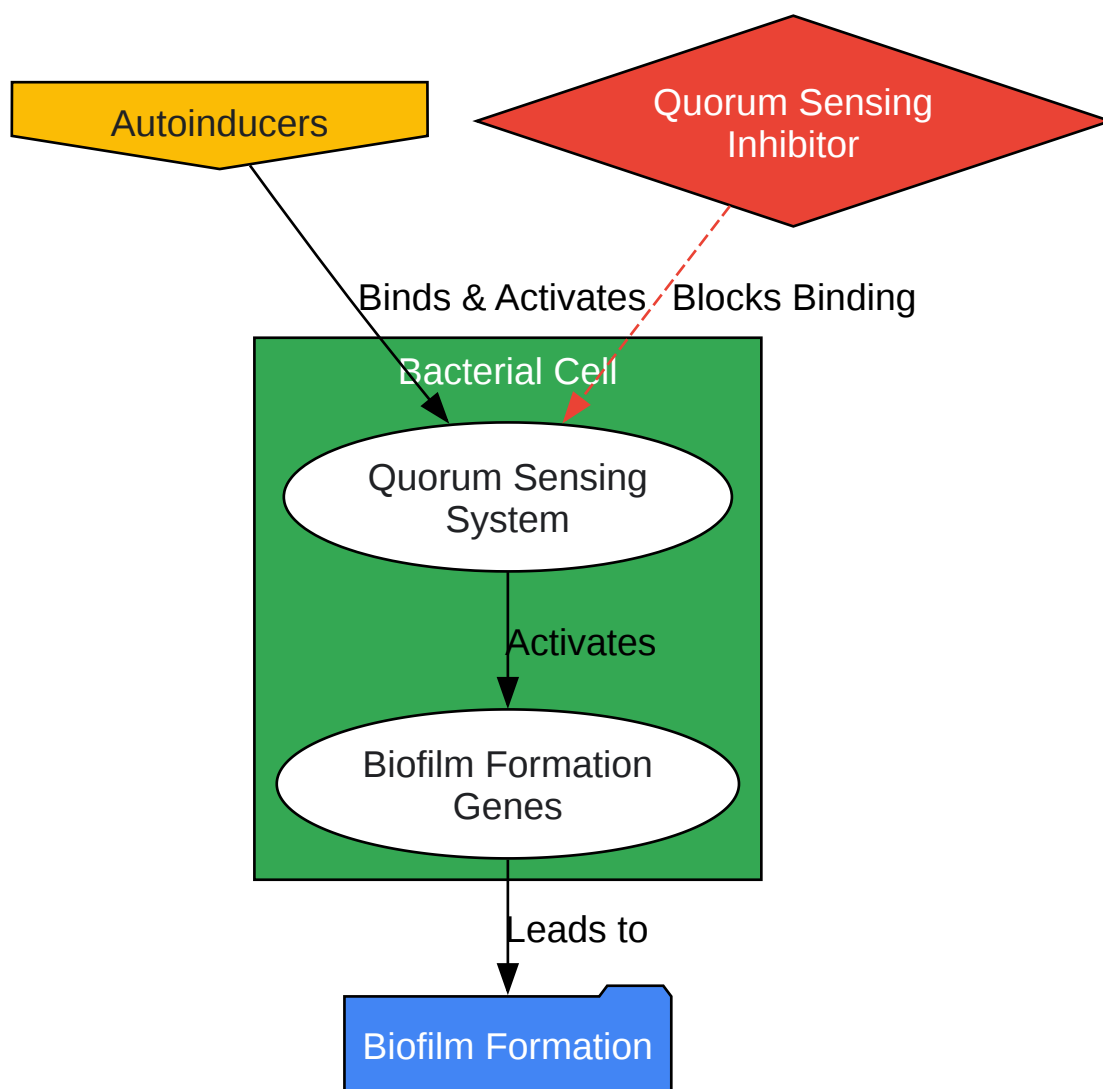 Autoinducers
Quorum Sensing
Inhibitor
Binds & Activates
Blocks Binding
Bacterial Cell
Quorum Sensing
System
Activates
Biofilm Formation
Genes
Leads to
Biofilm Formation